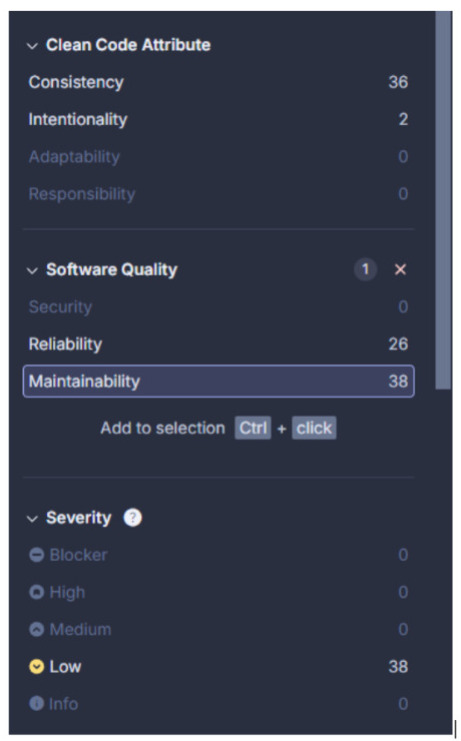 Clean Code Attribute
Consistency 36
Intentionality 2
Adaptability 0
Responsibility 0
Software Quality 1 ×
Security 0
Reliability 26
Maintainability 38
Add to selection Ctrl + click
Severity ?
Blocker 0
High 0
Medium 0
Low 38
Info 0